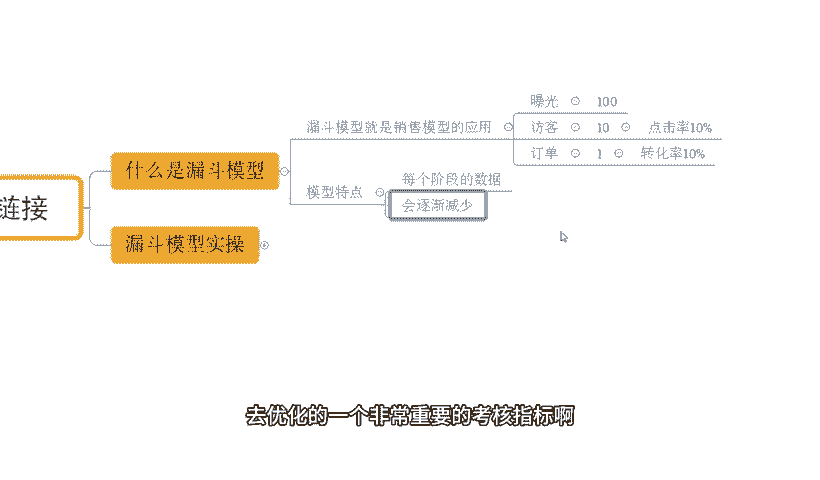 链接
什么是漏斗模型
漏斗模型就是销售模型的应用
曝光 100
访客 10 点击率10%
订单 1 转化率10%
模型特点
每个阶段的数据
会逐渐减少
漏斗模型实操
去优化的一个非常重要的考核指标啊